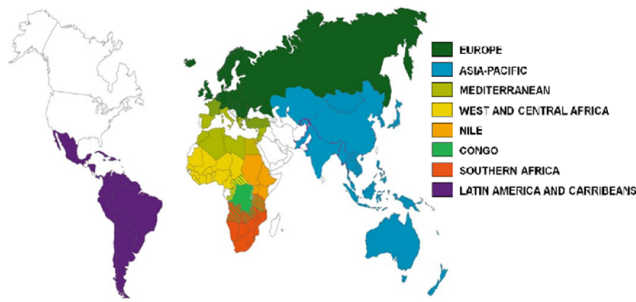 EUROPE
ASIA-PACIFIC
MEDITERRANEAN
WEST AND CENTRAL AFRICA
NILE
CONGO
SOUTHERN AFRICA
LATIN AMERICA AND CARRIBEANS